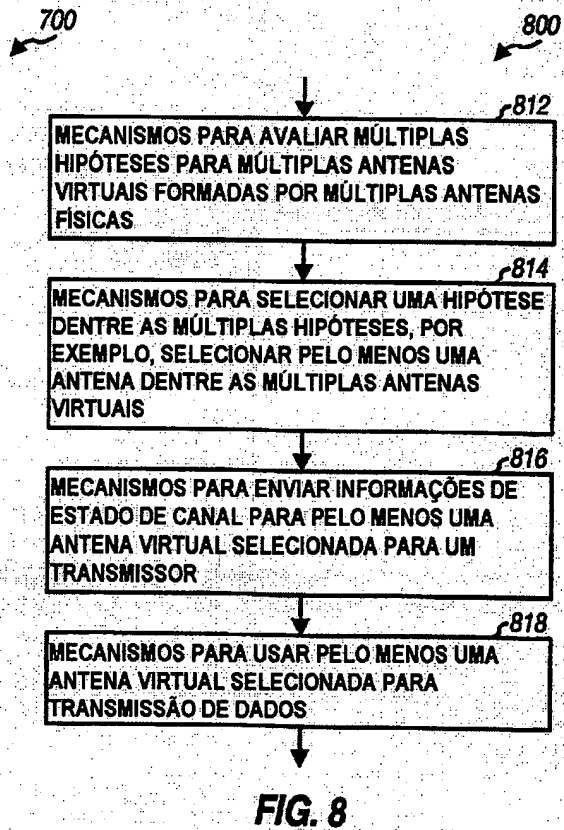 700
800
812
MECANISMOS PARA AVALIAR MÚLTIPLAS
HIPÓTESES PARA MÚLTIPLAS ANTENAS
VIRTUAIS FORMADAS POR MÚLTIPLAS ANTENAS
FÍSICAS
814
MECANISMOS PARA SELECIONAR UMA HIPÓTESE
DENTRE AS MÚLTIPLAS HIPÓTESES, POR
EXEMPLO, SELECIONAR PELO MENOS UMA
ANTENA DENTRE AS MÚLTIPLAS ANTENAS
VIRTUAIS
816
MECANISMOS PARA ENVIAR INFORMAÇÕES DE
ESTADO DE CANAL PARA PELO MENOS UMA
ANTENA VIRTUAL SELECIONADA PARA UM
TRANSMISSOR
818
MECANISMOS PARA USAR PELO MENOS UMA
ANTENA VIRTUAL SELECIONADA PARA
TRANSMISSÃO DE DADOS
FIG. 8